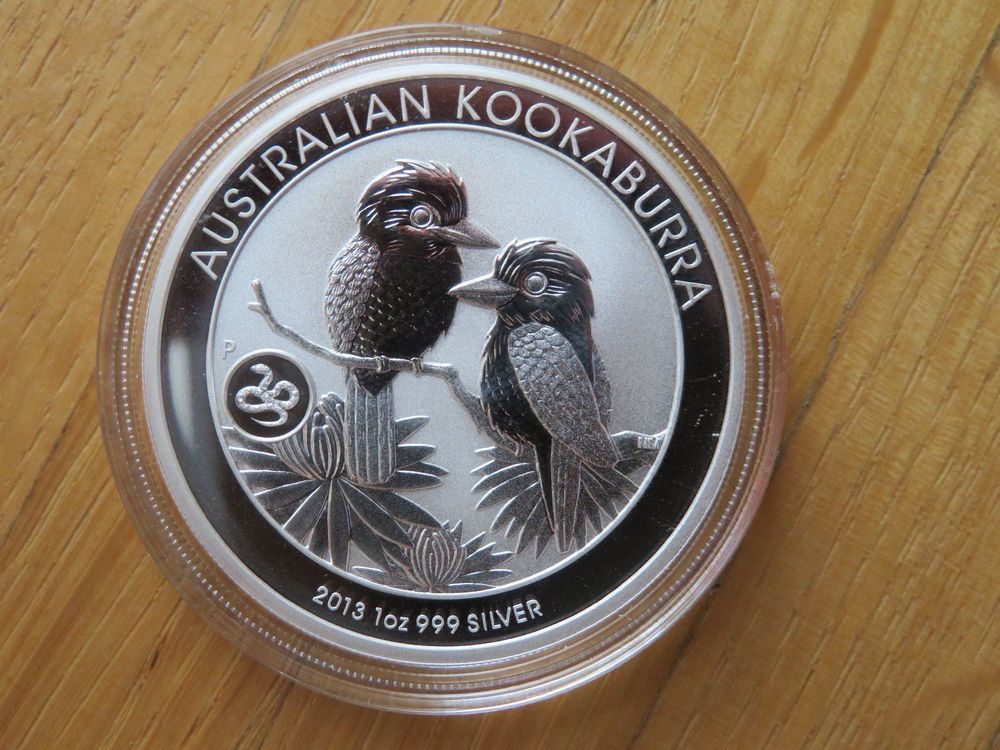 AUSTRALIAN KOOKABURRA
P
2013 1oz 999 SILVER